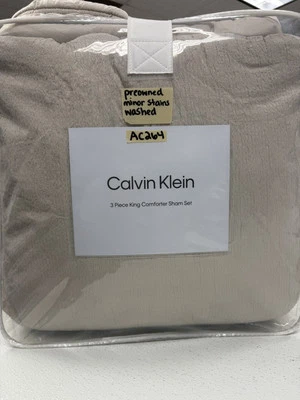 preowned
minor stains
washed
AC264
Calvin Klein
3 Piece King Comforter Sham Set